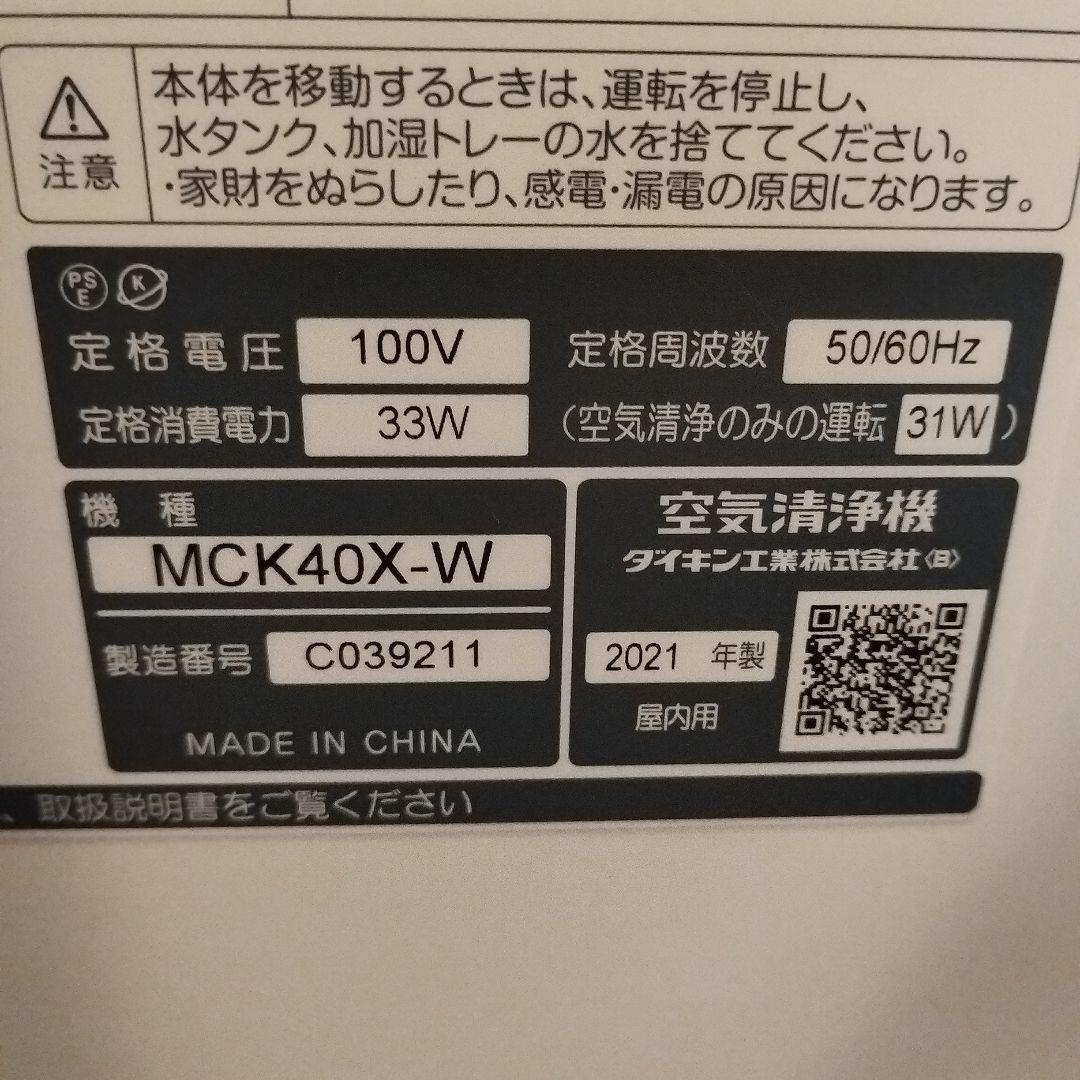 本体を移動するときは、運転を停止し、
水タンク、加湿トレーの水を捨ててください。
注意
・家財をぬらしたり、感電・漏電の原因になります。
PS
E
K
定格電圧 100V 定格周波数 50/60Hz
定格消費電力 33W (空気清浄のみの運転 31W)
機種
MCK40X-W
製造番号 C039211
MADE IN CHINA
空気清浄機
ダイキン工業株式会社〈B〉
2021 年製
屋内用
、取扱説明書をご覧ください